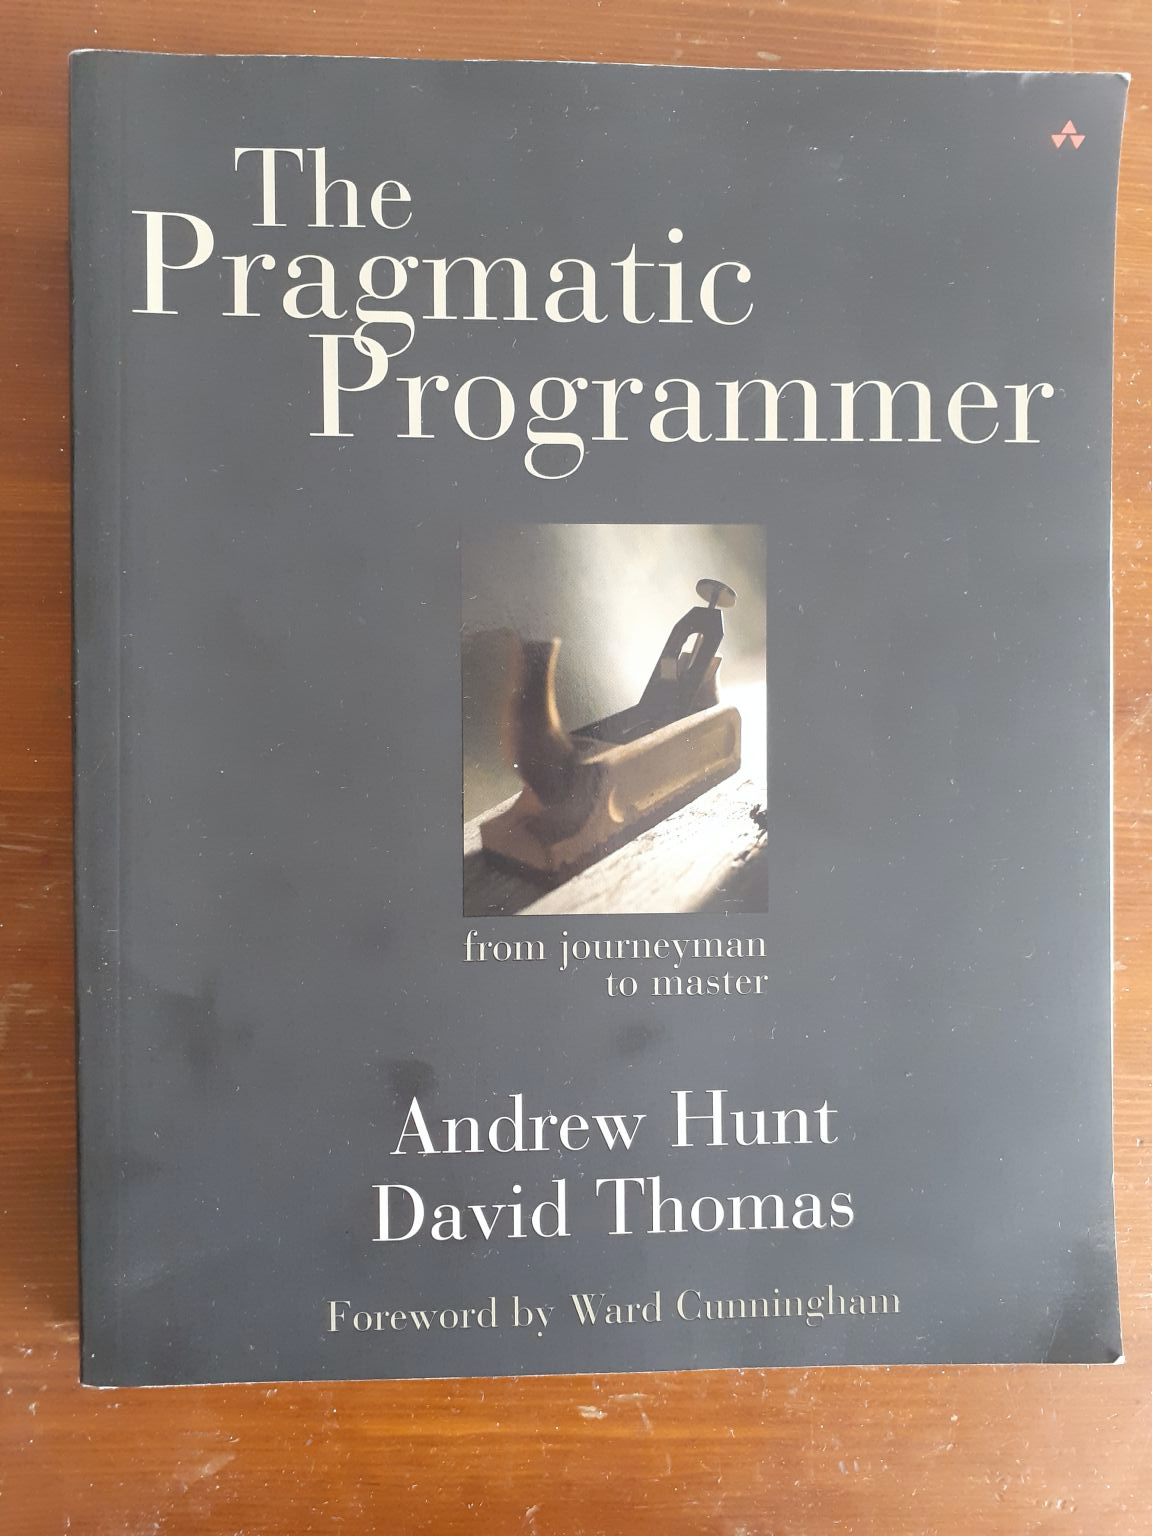 The
Pragmatic
Programmer
from journeyman
to master
Andrew Hunt
David Thomas
Foreword by Ward Cunningham